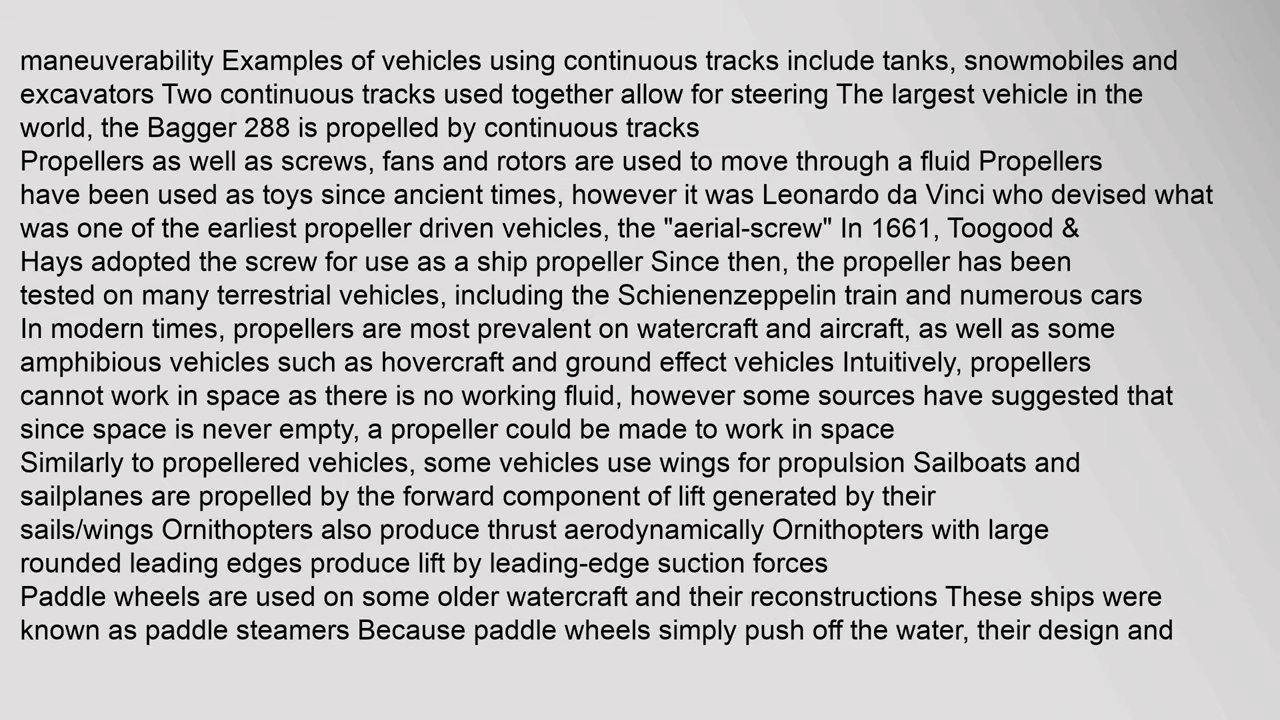 maneuverability Examples of vehicles using continuous tracks include tanks, snowmobiles and
excavators Two continuous tracks used together allow for steering The largest vehicle in the
world, the Bagger 288 is propelled by continuous tracks
Propellers as well as screws, fans and rotors are used to move through a fluid Propellers
have been used as toys since ancient times, however it was Leonardo da Vinci who devised what
was one of the earliest propeller driven vehicles, the "aerial-screw" In 1661, Toogood &
Hays adopted the screw for use as a ship propeller Since then, the propeller has been
tested on many terrestrial vehicles, including the Schienenzeppelin train and numerous cars
In modern times, propellers are most prevalent on watercraft and aircraft, as well as some
amphibious vehicles such as hovercraft and ground effect vehicles Intuitively, propellers
cannot work in space as there is no working fluid, however some sources have suggested that
since space is never empty, a propeller could be made to work in space
Similarly to propellered vehicles, some vehicles use wings for propulsion Sailboats and
sailplanes are propelled by the forward component of lift generated by their
sails/wings Ornithopters also produce thrust aerodynamically Ornithopters with large
rounded leading edges produce lift by leading-edge suction forces
Paddle wheels are used on some older watercraft and their reconstructions These ships were
known as paddle steamers Because paddle wheels simply push off the water, their design and